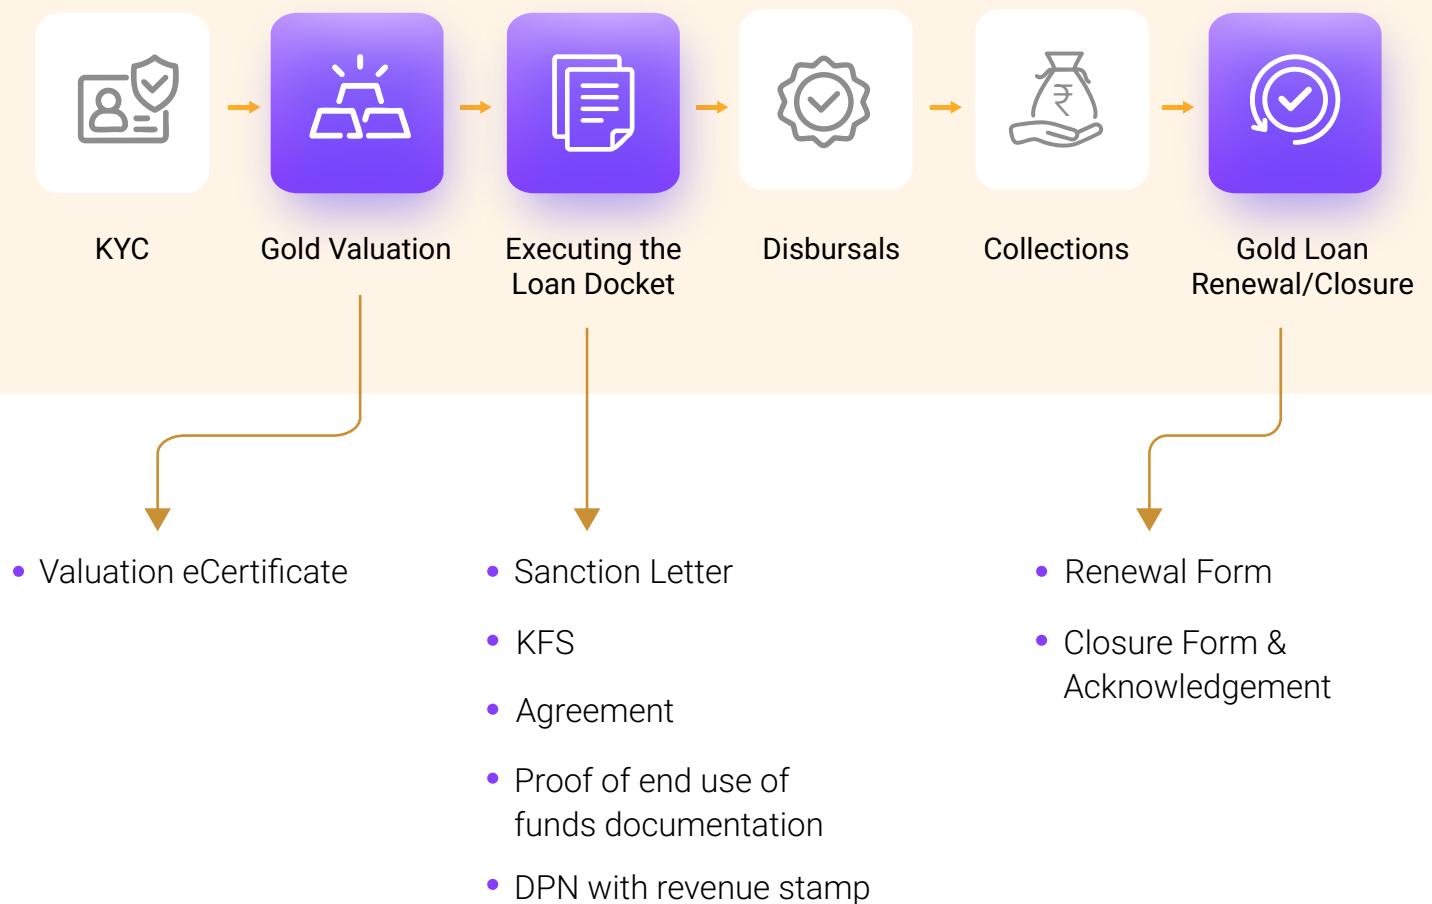 ₹
KYC
Gold Valuation
Executing the
Loan Docket
Disbursals
Collections
Gold Loan
Renewal/Closure
Valuation eCertificate
Sanction Letter
KFS
Agreement
Proof of end use of
funds documentation
DPN with revenue stamp
Renewal Form
Closure Form &
Acknowledgement